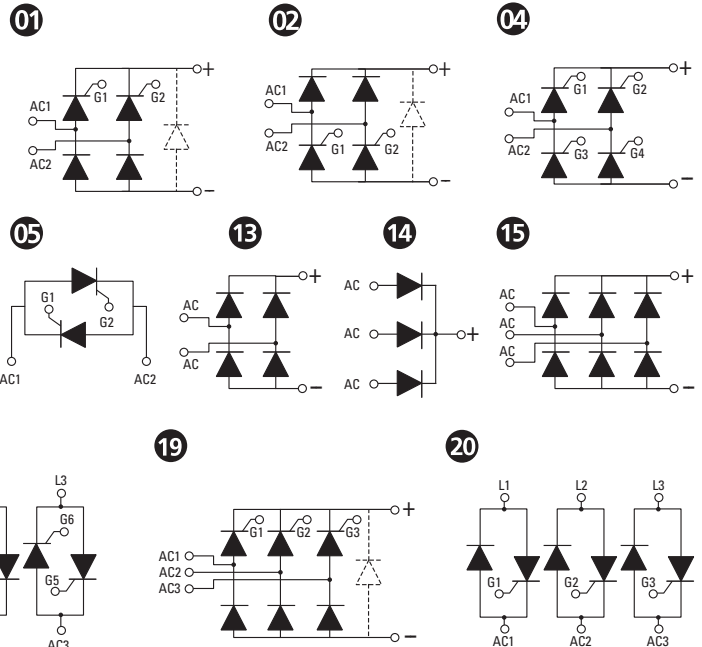 01
+
G1
G2
AC1
AC2
−
02
+
AC1
AC2
G1
G2
−
04
+
G1
G2
AC1
AC2
G3
G4
−
05
G1
G2
AC1
AC2
13
+
AC
AC
−
14
AC
AC
+
AC
15
+
AC
AC
AC
−
L3
G6
G5
AC3
19
+
G1
G2
G3
AC1
AC2
AC3
−
20
L1
L2
L3
G1
G2
G3
AC1
AC2
AC3